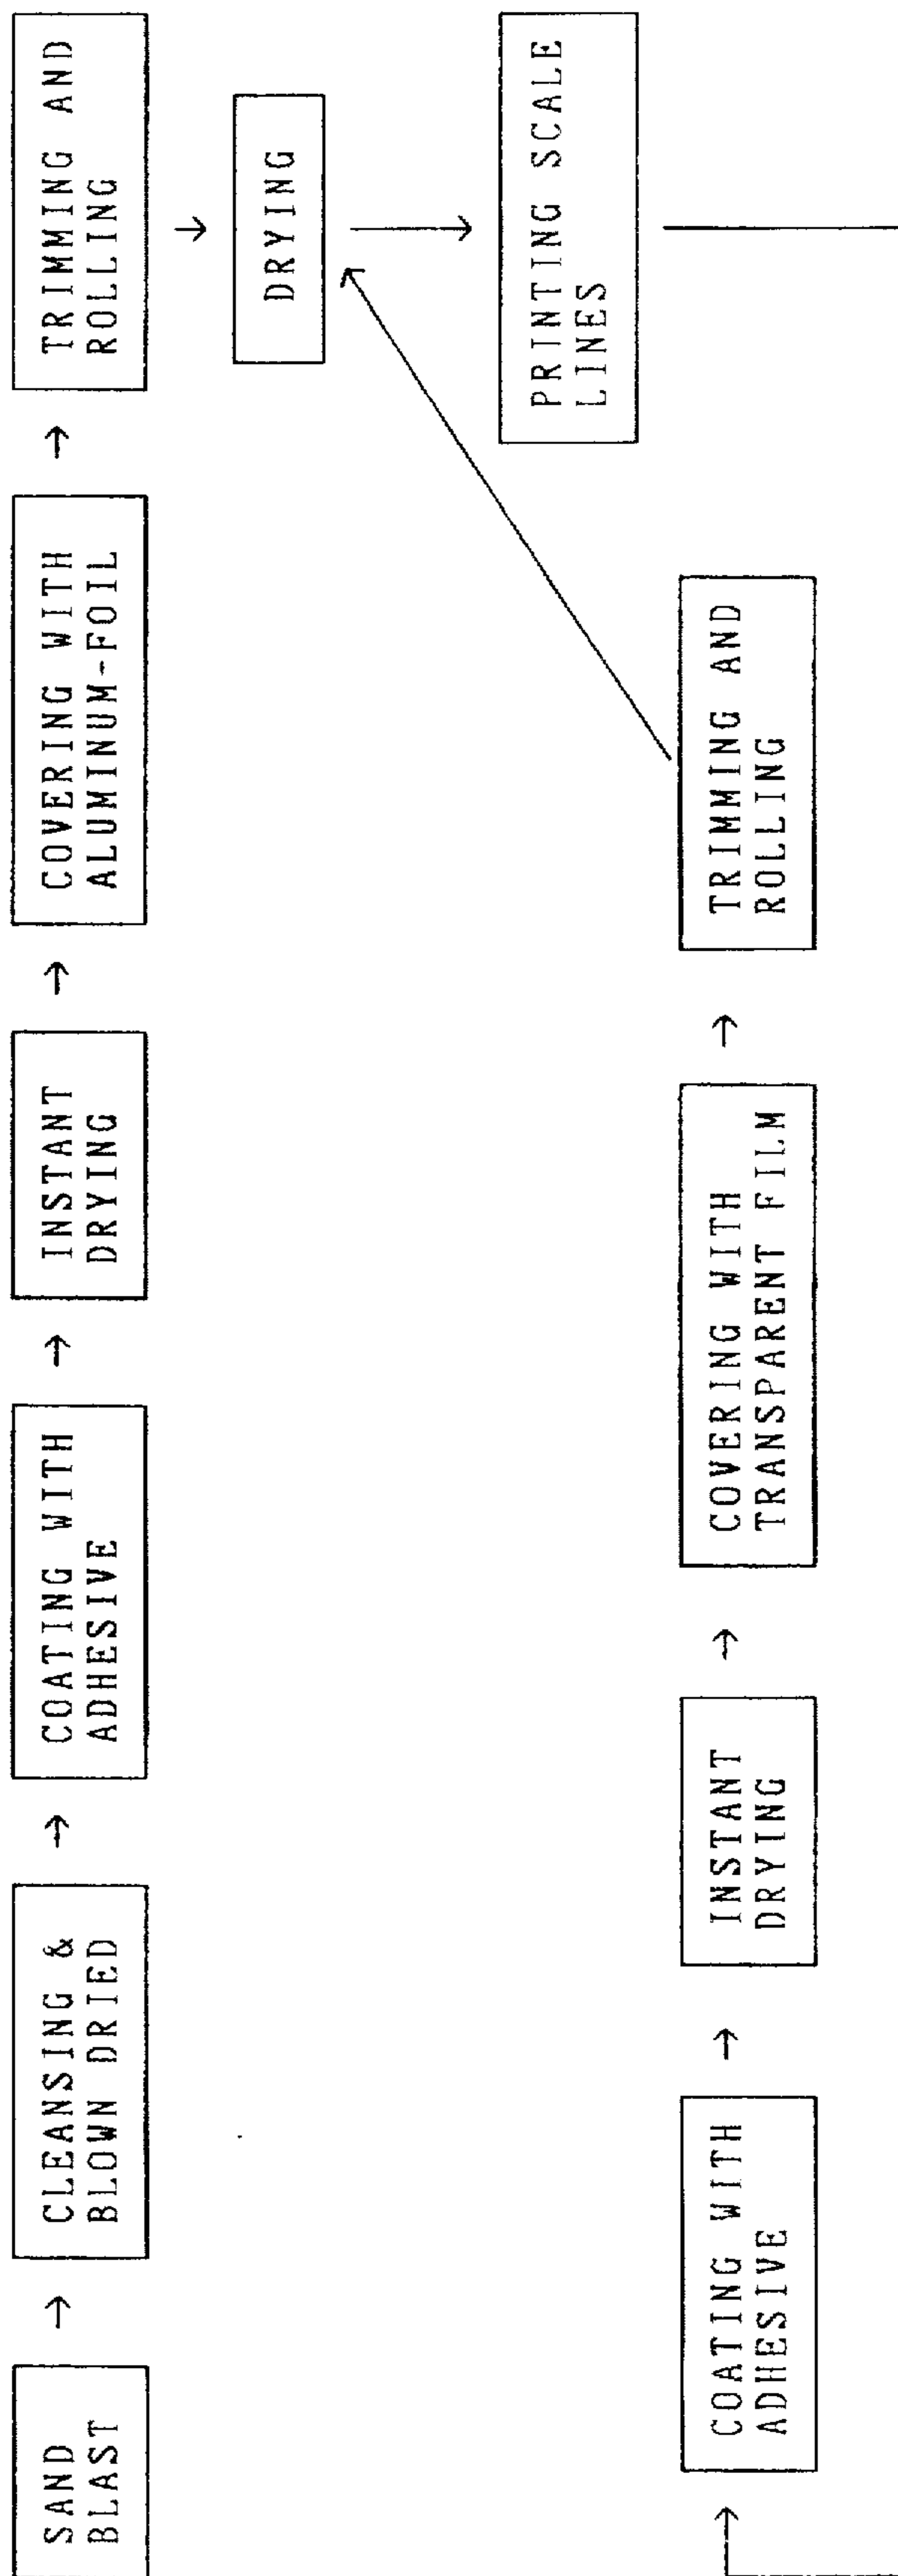 SAND
BLAST
CLEANSING &
BLOWN DRIED
COATING WITH
ADHESIVE
INSTANT
DRYING
COVERING WITH
ALUMINUM-FOIL
TRIMMING AND
ROLLING
DRYING
PRINTING SCALE
LINES
COATING WITH
ADHESIVE
INSTANT
DRYING
COVERING WITH
TRANSPARENT FILM
TRIMMING AND
ROLLING